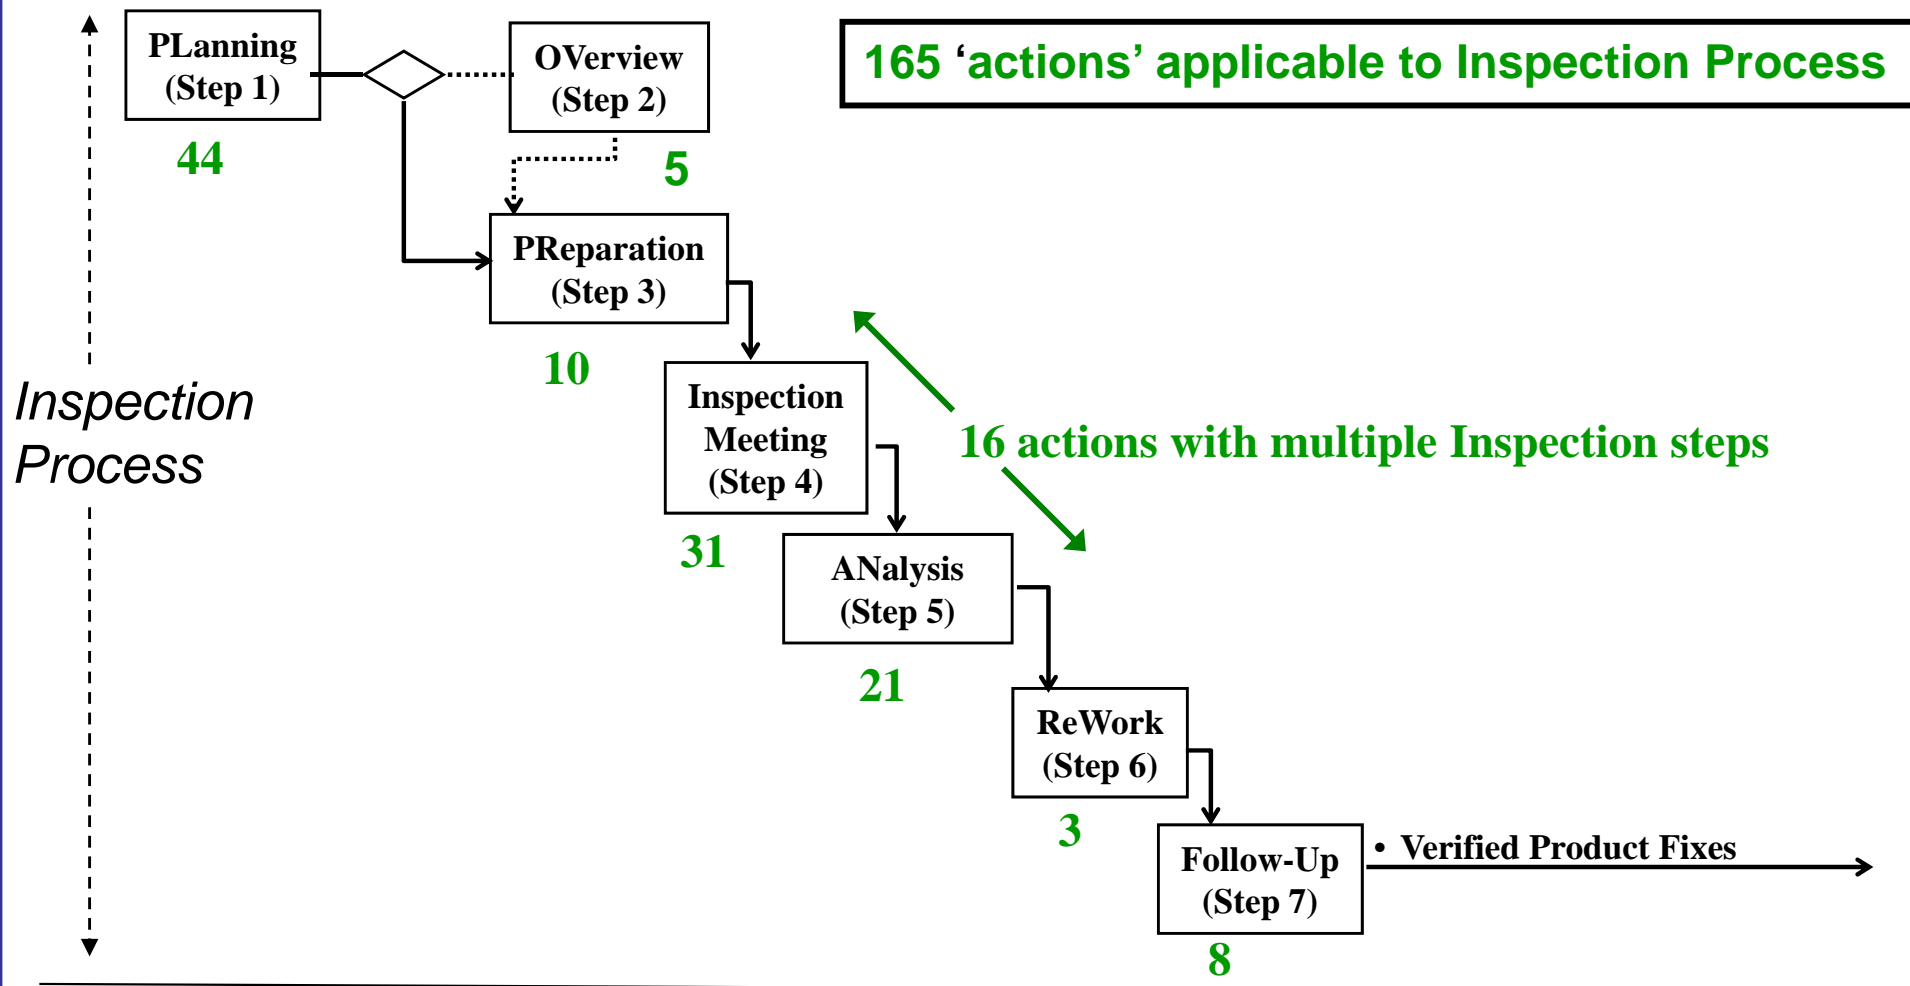 PLanning
(Step 1)
44
OVerview
(Step 2)
5
165 ‘actions’ applicable to Inspection Process
PReparation
(Step 3)
10
Inspection
Process
Inspection
Meeting
(Step 4)
31
16 actions with multiple Inspection steps
ANalysis
(Step 5)
21
ReWork
(Step 6)
3
Follow-Up
(Step 7)
8
• Verified Product Fixes